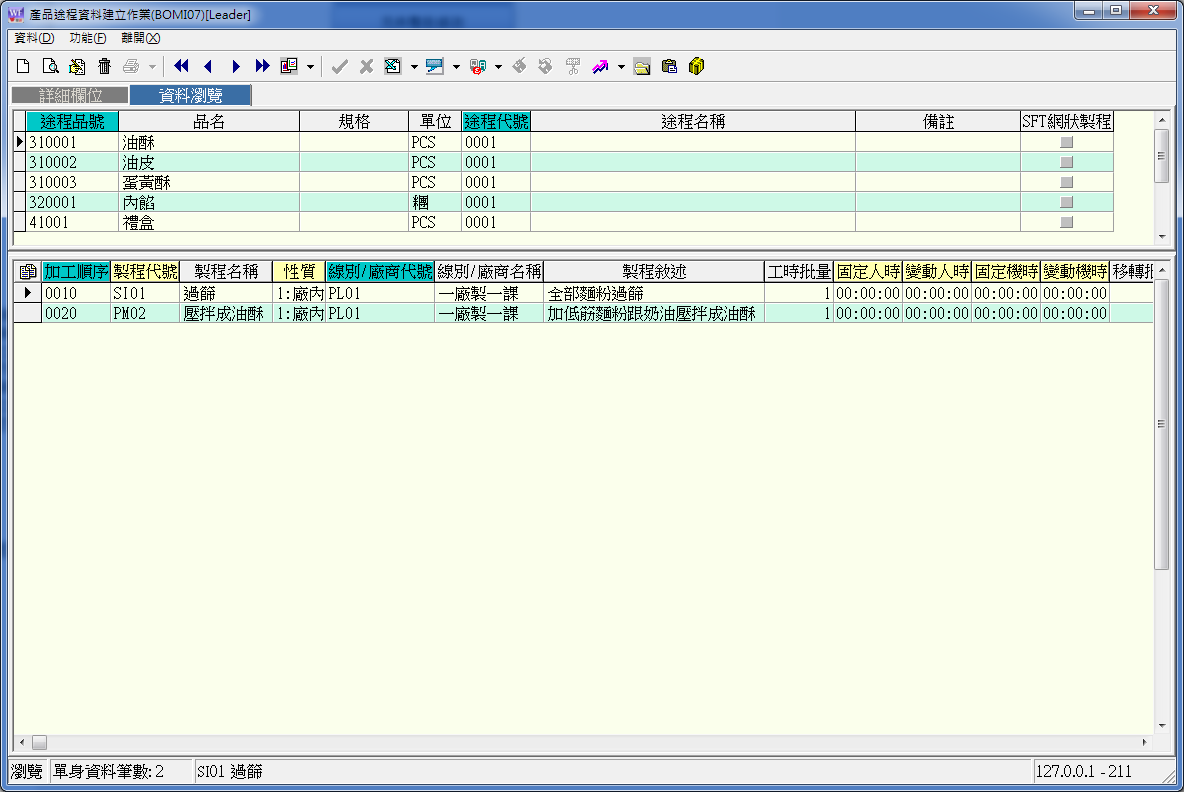 產品途程資料建立作業(BOMI07)[Leader]
資料(D) 功能(F) 離開(X)
詳細欄位 資料瀏覽
途程品號 品名 規格 單位 途程代號 途程名稱 備註 SFT網狀製程
310001 油酥 PCS 0001
310002 油皮 PCS 0001
310003 蛋黃酥 PCS 0001
320001 內餡 糰 0001
41001 禮盒 PCS 0001
加工順序 製程代號 製程名稱 性質 線別/廠商代號 線別/廠商名稱 製程敘述 工時批量 固定人時 變動人時 固定機時 變動機時 移轉批
0010 SI01 過篩 1:廠內 PL01 一廠製一課 全部麵粉過篩 1 00:00:00 00:00:00 00:00:00 00:00:00
0020 PM02 壓拌成油酥 1:廠內 PL01 一廠製一課 加低筋麵粉跟奶油壓拌成油酥 1 00:00:00 00:00:00 00:00:00 00:00:00
瀏覽 單身資料筆數: 2 SI01 過篩 127.0.0.1 - 211